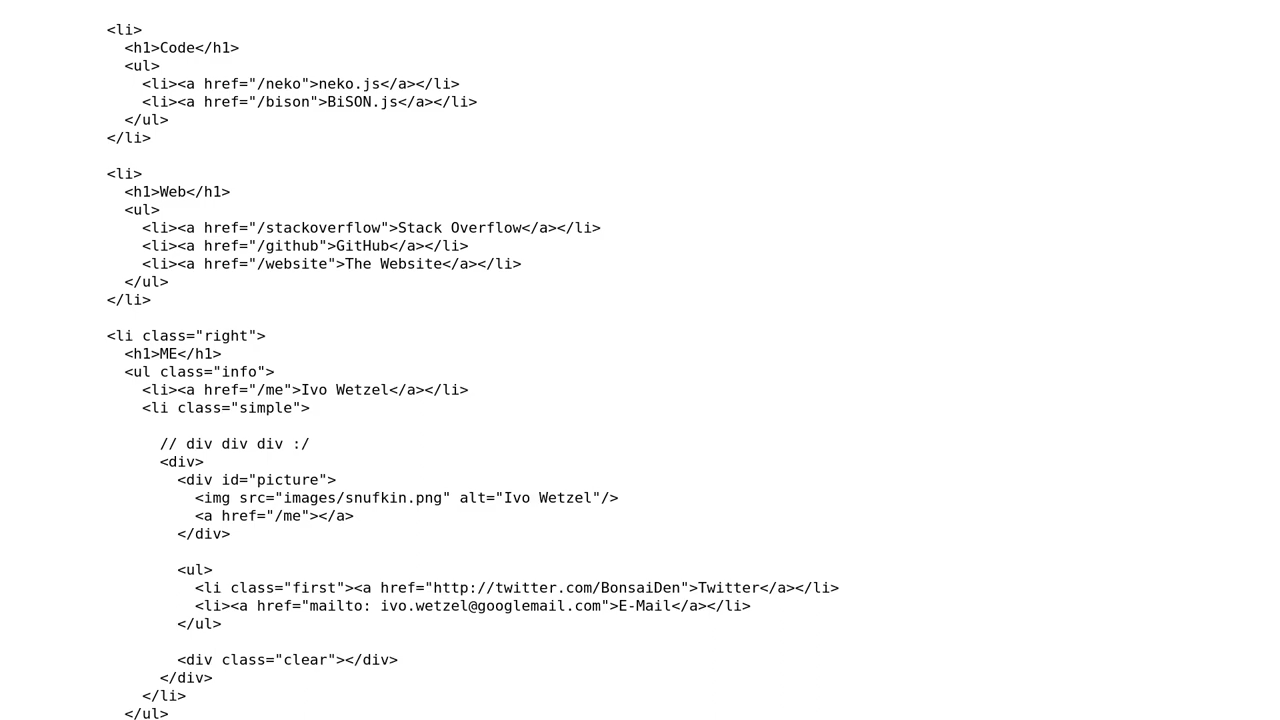 <li>
<h1>Code</h1>
<ul>
<li><a href="/neko">neko.js</a></li>
<li><a href="/bison">BiSON.js</a></li>
</ul>
</li>
<li>
<h1>Web</h1>
<ul>
<li><a href="/stackoverflow">Stack Overflow</a></li>
<li><a href="/github">GitHub</a></li>
<li><a href="/website">The Website</a></li>
</ul>
</li>
<li class="right">
<h1>ME</h1>
<ul class="info">
<li><a href="/me">Ivo Wetzel</a></li>
<li class="simple">
// div div div :/
<div>
<div id="picture">
<img src="images/snufkin.png" alt="Ivo Wetzel"/>
<a href="/me"></a>
</div>
<ul>
<li class="first"><a href="http://twitter.com/BonsaiDen">Twitter</a></li>
<li><a href="mailto: ivo.wetzel@googlemail.com">E-Mail</a></li>
</ul>
<div class="clear"></div>
</div>
</li>
</ul>